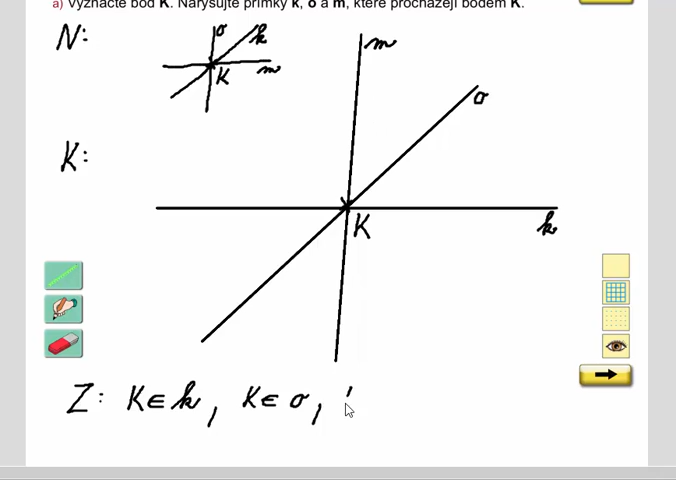 a) Vyznačte bod K. Narýsujte přímky k, o a m, které procházejí bodem K.
N:
o
k
K
m
m
o
K:
K
k
Z: K ∈ k, K ∈ o,